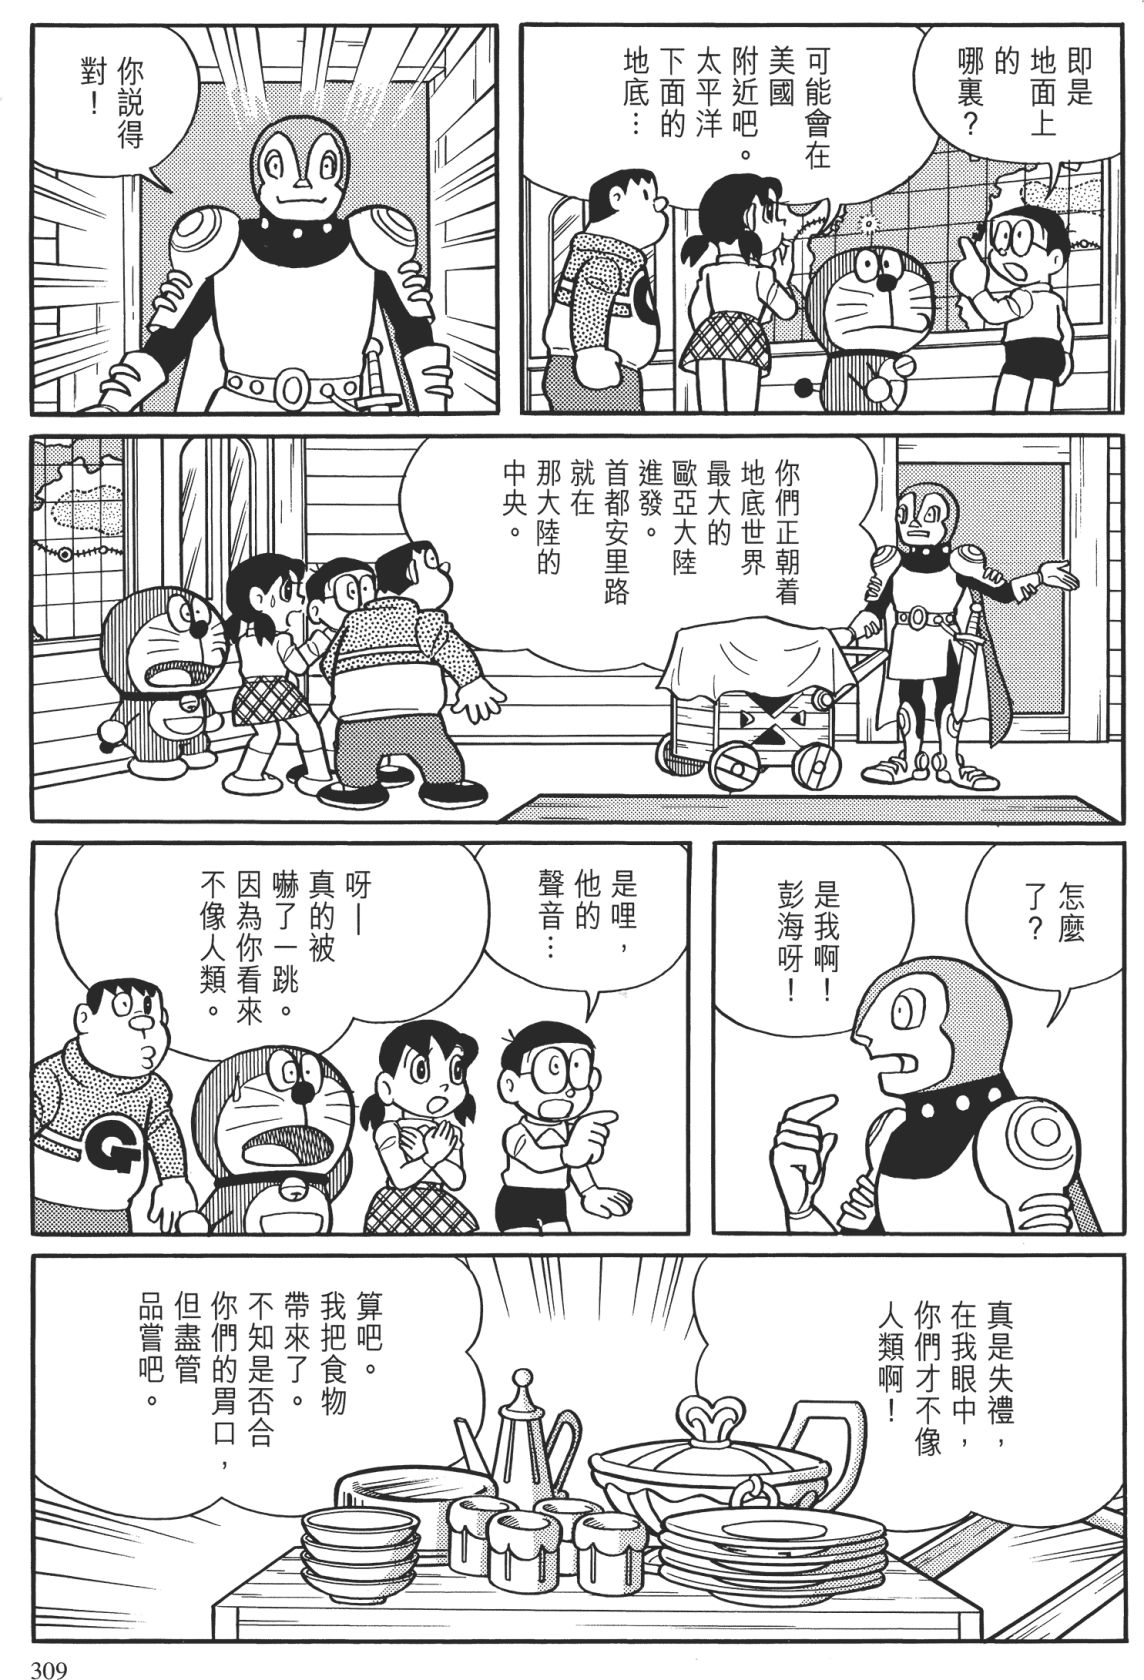 即是
地面上
的
哪裏？
可能會在
美國
附近吧。
太平洋
下面的
地底…
你説得
對！
你們正朝着
地底世界
最大的
歐亞大陸
進發。
首都安里路
就在
那大陸的
中央。
怎麼
了？
是我啊！
彭海呀！
是哩，
他的
聲音…
呀—
真的被
嚇了一跳。
因為你看來
不像人類。
真是失禮，
在我眼中，
你們才不像
人類啊！
算吧。
我把食物
帶來了。
不知是否合
你們的胃口，
但盡管
品嘗吧。
G
309